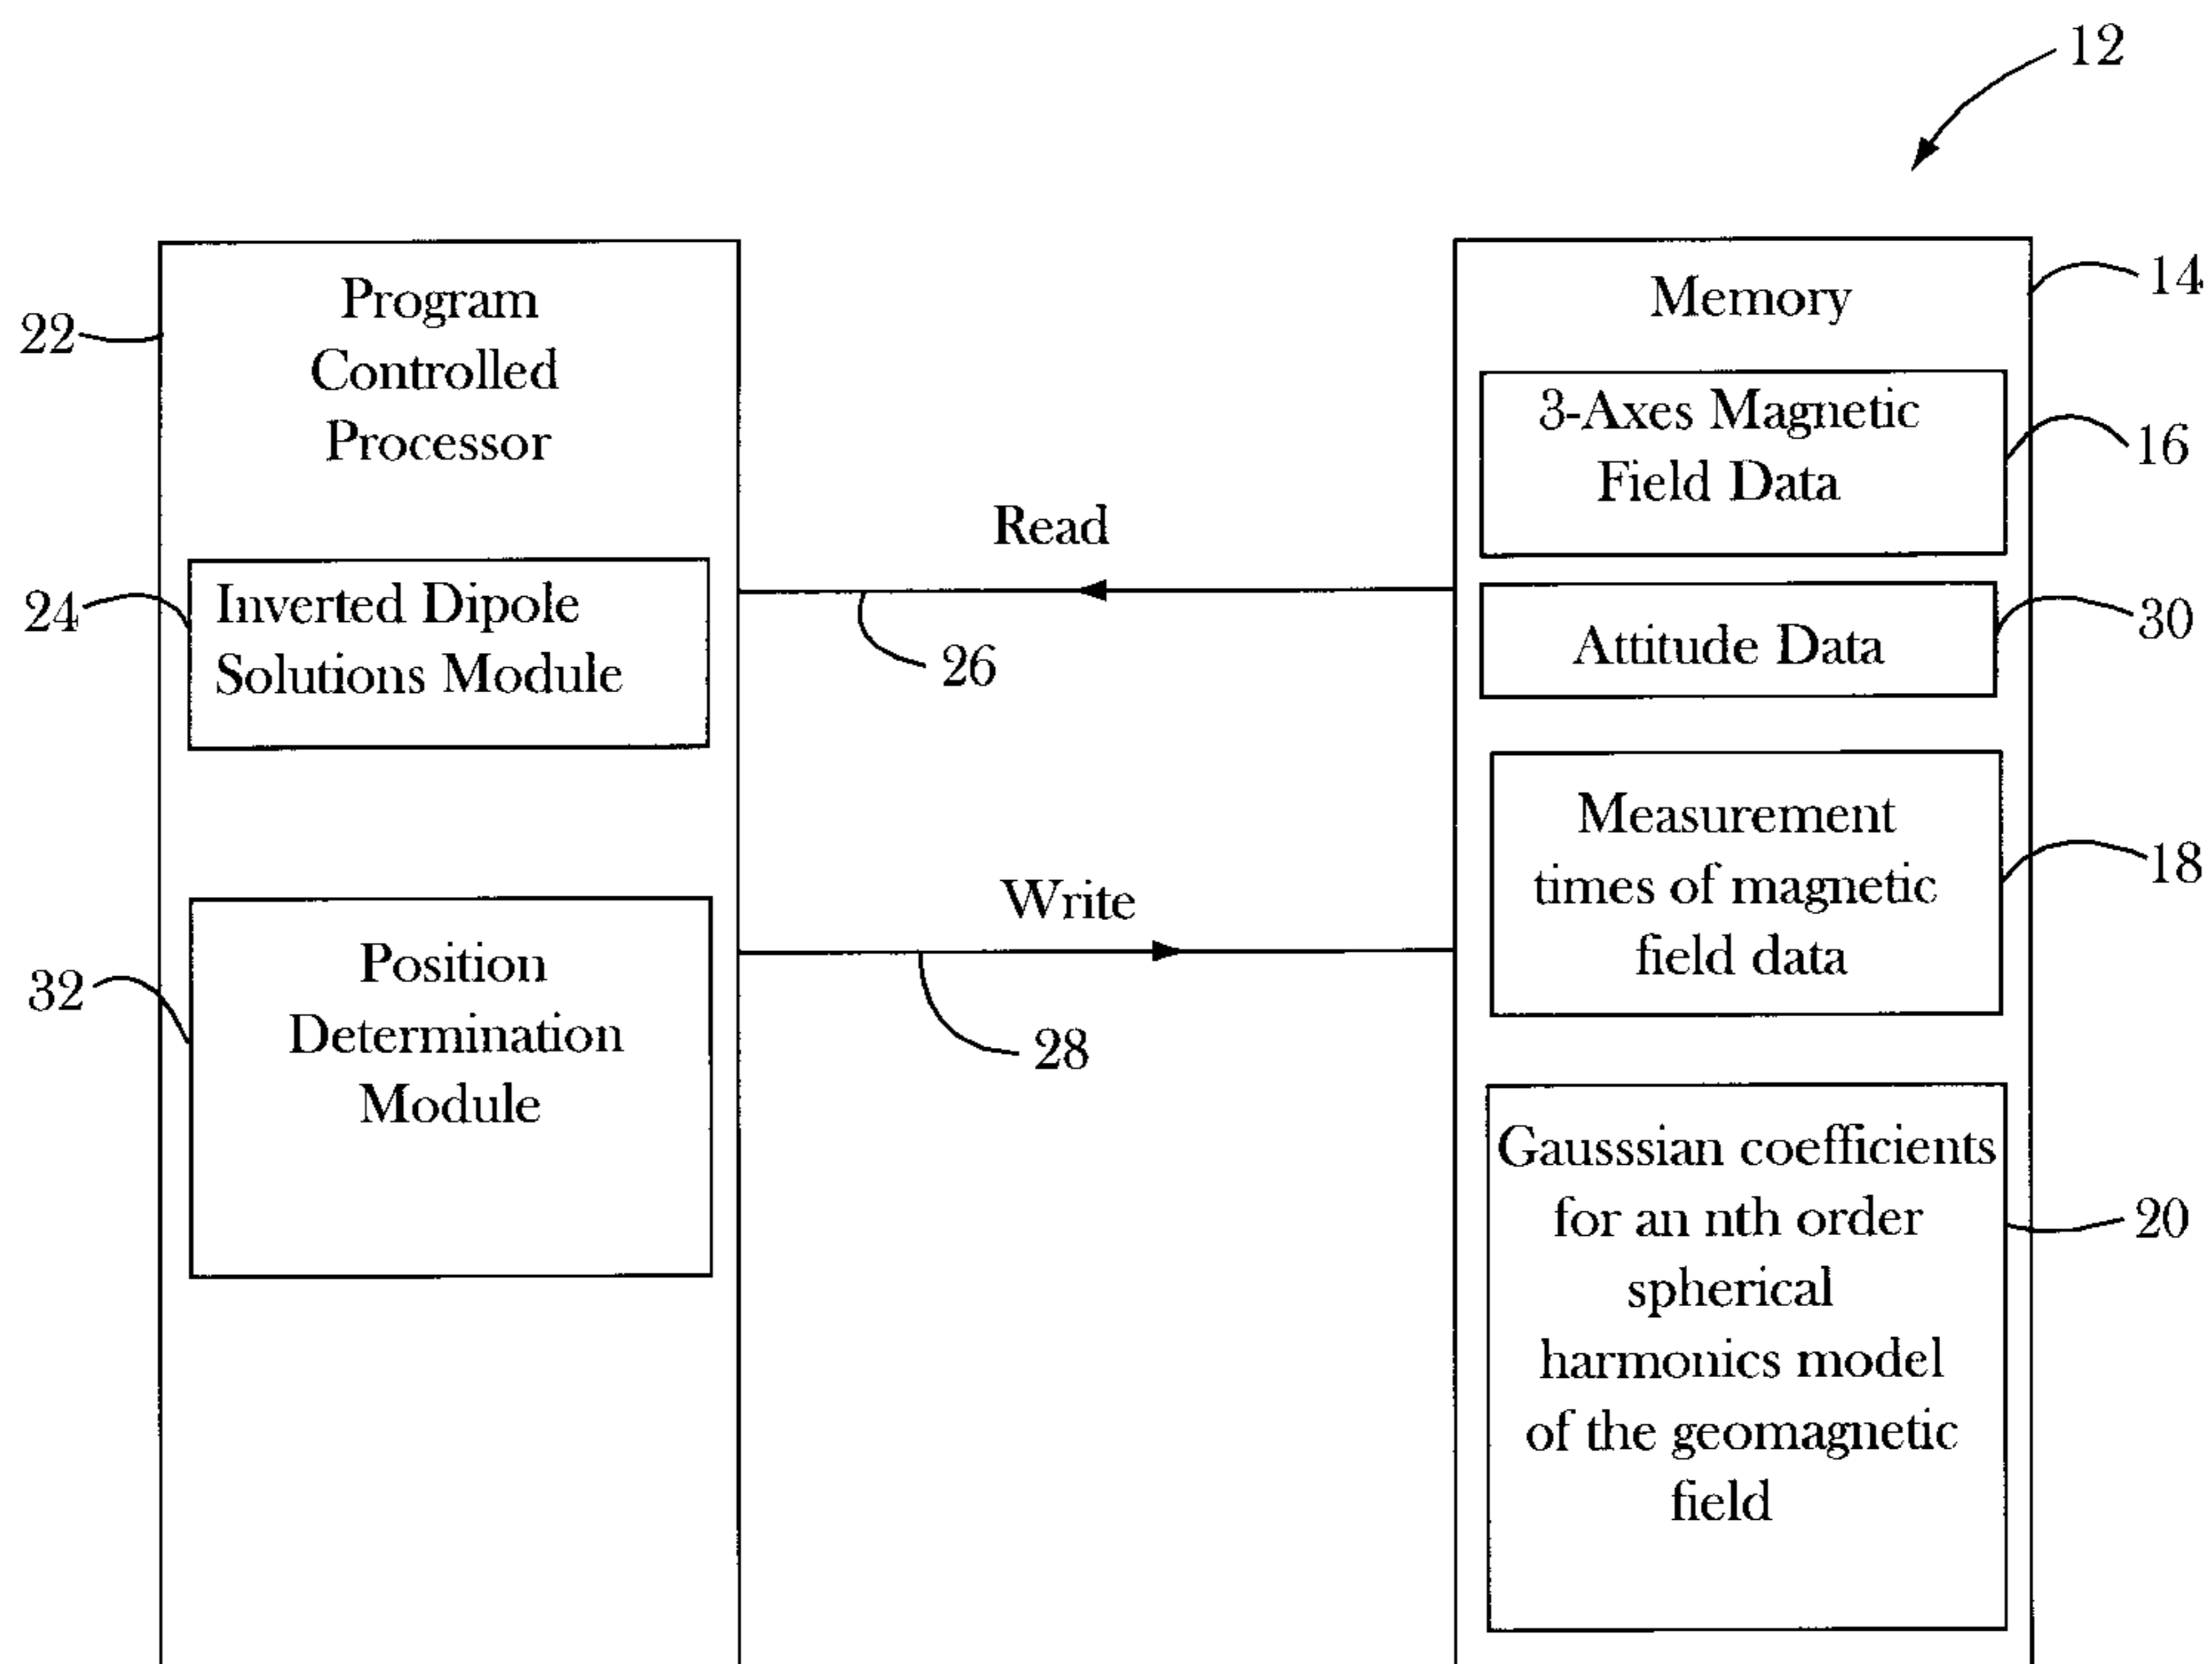 12
Program
Controlled
Processor
22
Inverted Dipole
Solutions Module
24
Position
Determination
Module
32
Read
26
Write
28
Memory
14
3-Axes Magnetic
Field Data
16
Attitude Data
30
Measurement
times of magnetic
field data
18
Gausssian coefficients
for an nth order
spherical
harmonics model
of the geomagnetic
field
20